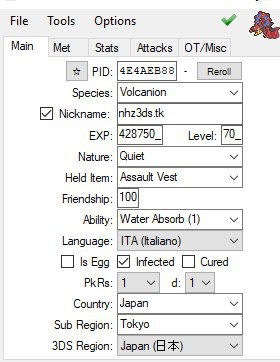 File Tools Options
Main Met Stats Attacks OT/Misc
☆ PID: 4E4AEB88 - Reroll
Species: Volcanion
Nickname: nhz3ds.tk
EXP: 428750_ Level: 70_
Nature: Quiet
Held Item: Assault Vest
Friendship: 100
Ability: Water Absorb (1)
Language: ITA (Italiano)
Is Egg Infected Cured
PkRs: 1 d: 1
Country: Japan
Sub Region: Tokyo
3DS Region: Japan (日本)